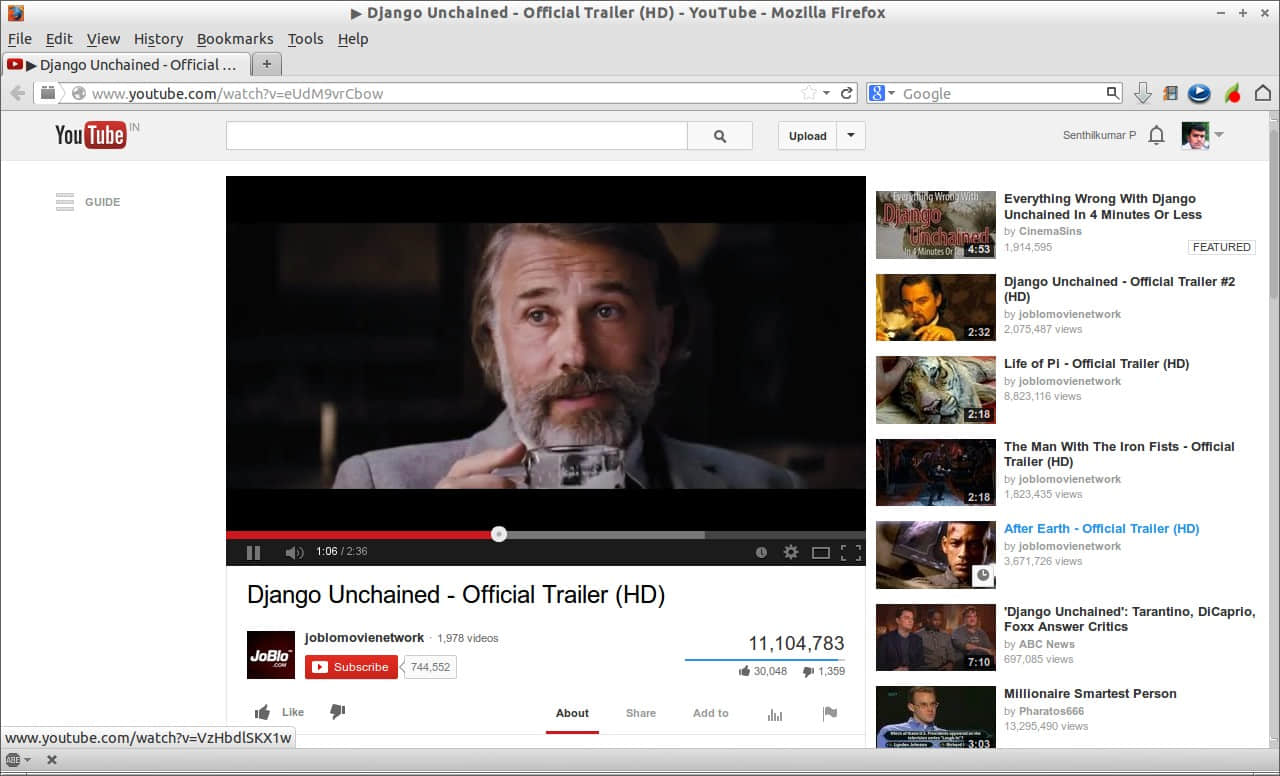 ▶ Django Unchained - Official Trailer (HD) - YouTube - Mozilla Firefox
File Edit View History Bookmarks Tools Help
▶ Django Unchained - Official ...
www.youtube.com/watch?v=eUdM9vrCbow
Google
YouTube IN
Upload
Senthilkumar P
GUIDE
1:06 / 2:36
Django Unchained - Official Trailer (HD)
JoBlo
.COM
joblomovienetwork · 1,978 videos
Subscribe 744,552
11,104,783
30,048 1,359
Like
About Share Add to
Everything Wrong With
Django
Unchained
In 4 Minutes Or Less
4:53
Everything Wrong With Django
Unchained In 4 Minutes Or Less
by CinemaSins
1,914,595
FEATURED
2:32
Django Unchained - Official Trailer #2
(HD)
by joblomovienetwork
2,075,487 views
2:18
Life of Pi - Official Trailer (HD)
by joblomovienetwork
8,823,116 views
2:18
The Man With The Iron Fists - Official
Trailer (HD)
by joblomovienetwork
1,823,435 views
After Earth - Official Trailer (HD)
by joblomovienetwork
3,671,726 views
7:10
'Django Unchained': Tarantino, DiCaprio,
Foxx Answer Critics
by ABC News
697,085 views
3:03
Millionaire Smartest Person
by Pharatos666
13,295,490 views
www.youtube.com/watch?v=VzHbdlSKX1w
ABE